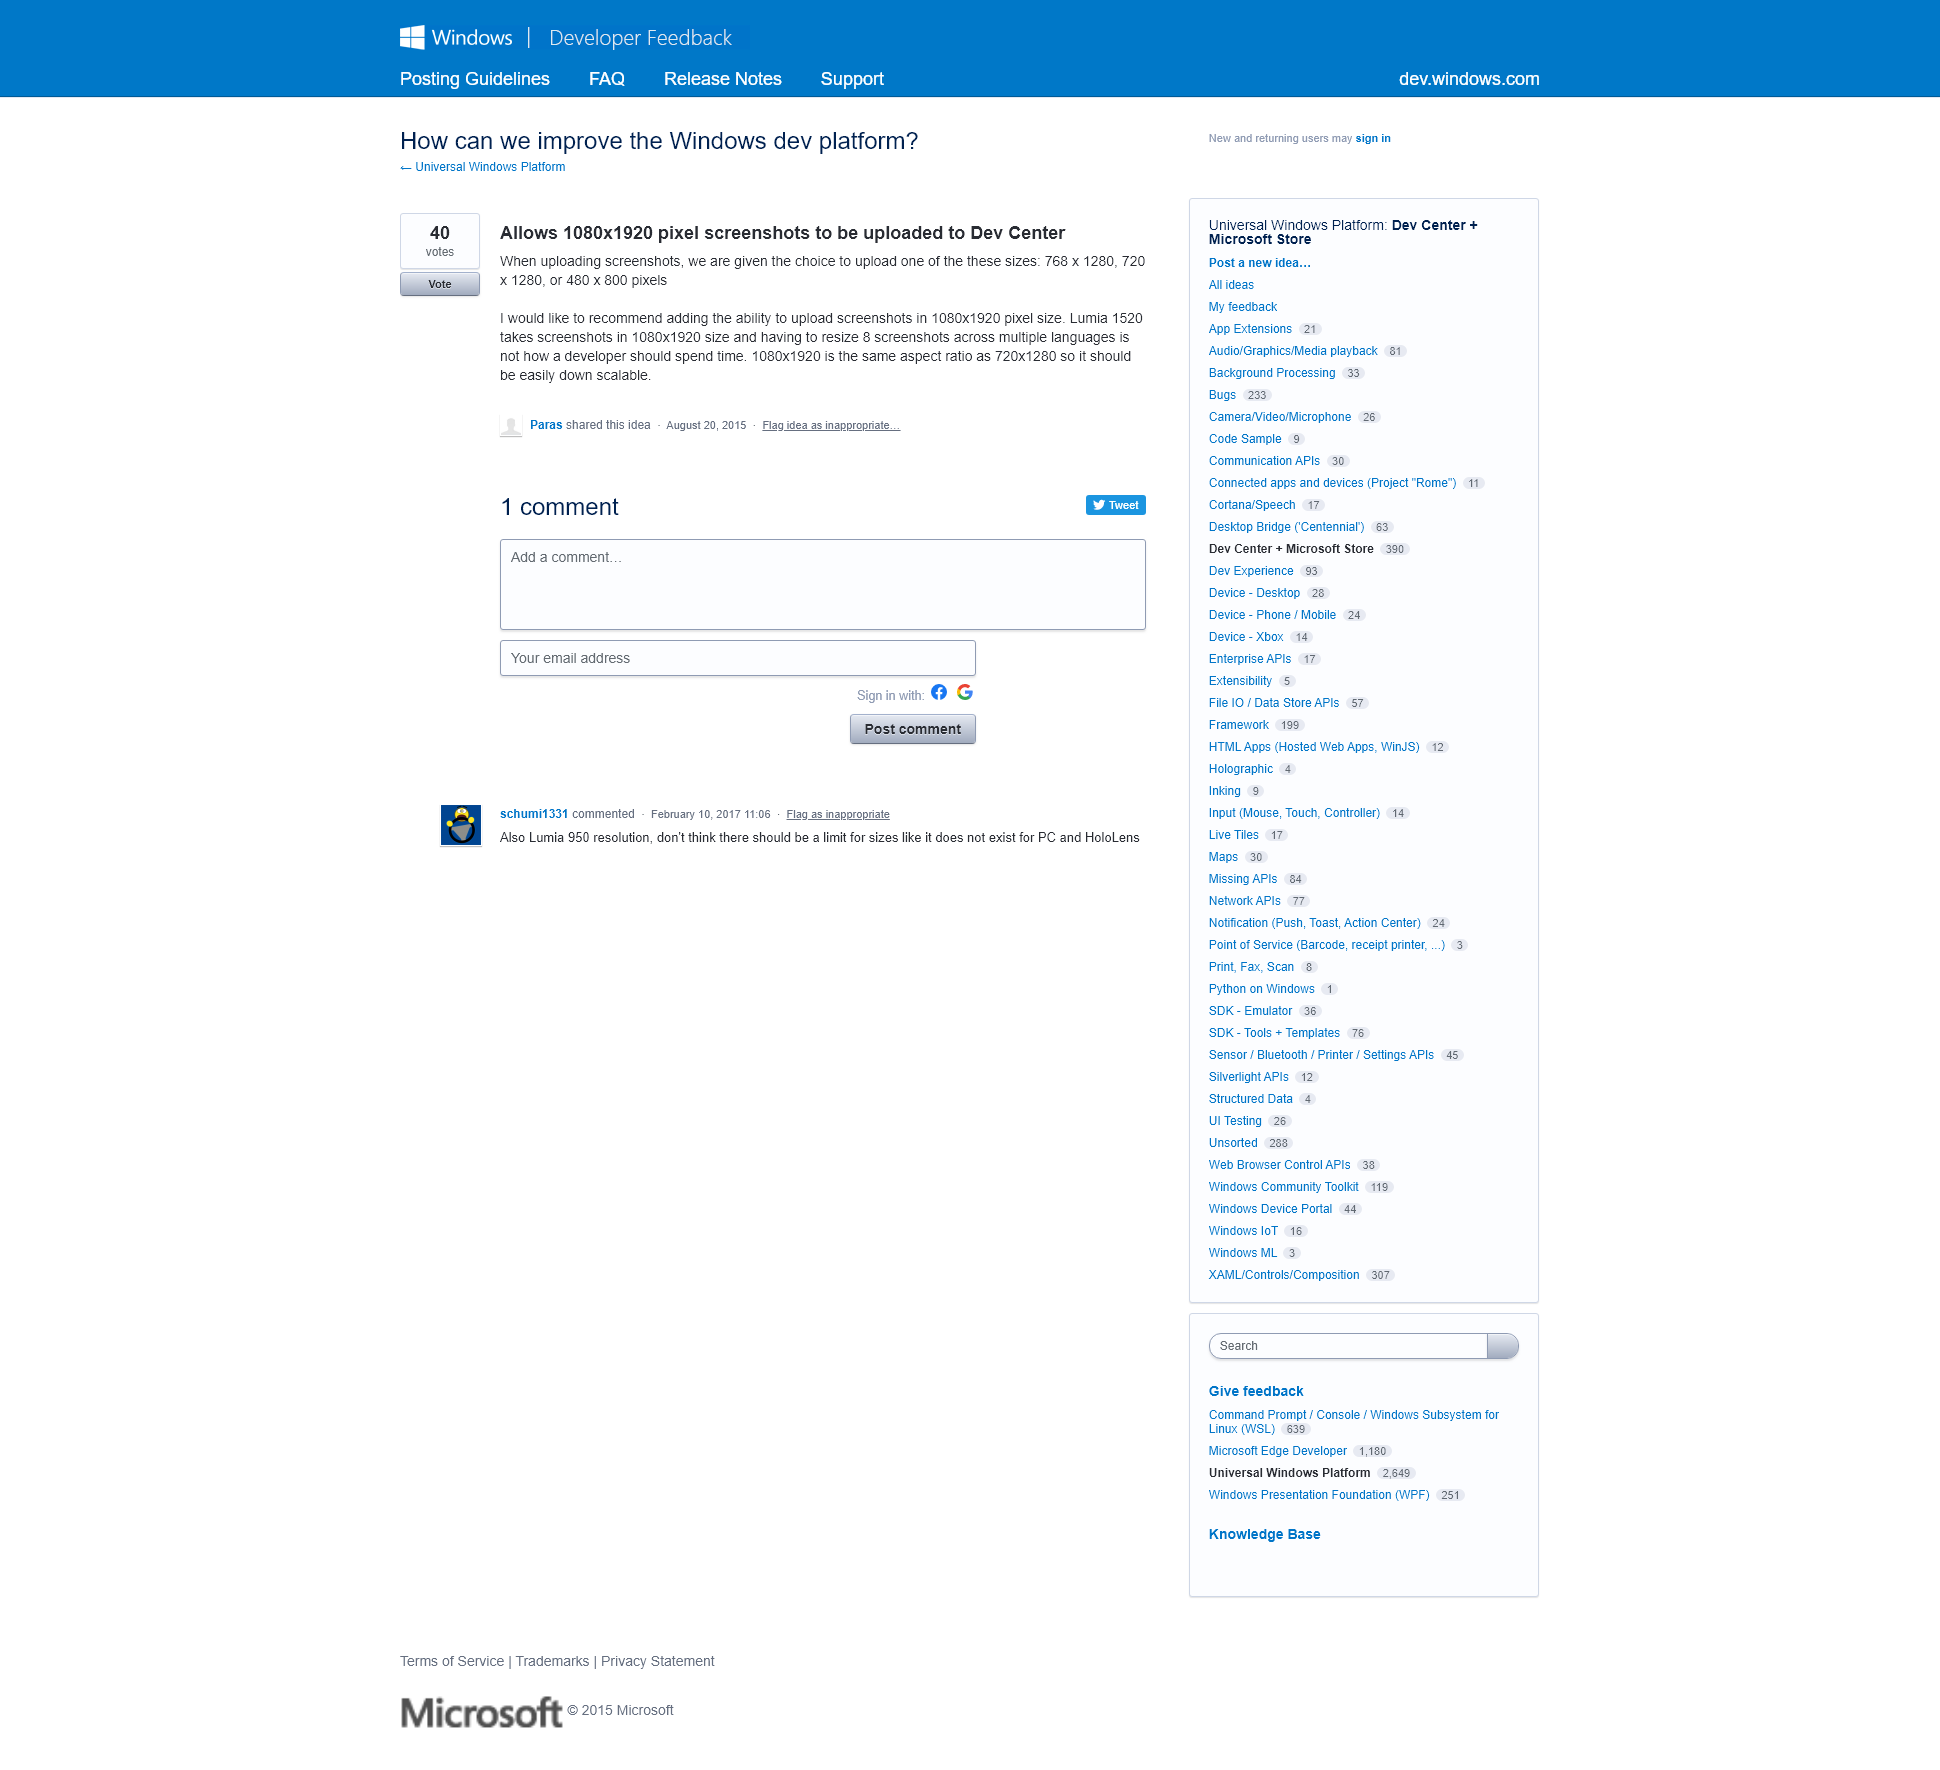 Windows | Developer Feedback
Posting Guidelines FAQ Release Notes Support dev.windows.com
How can we improve the Windows dev platform?
← Universal Windows Platform
New and returning users may sign in
40
votes
Vote
Allows 1080x1920 pixel screenshots to be uploaded to Dev Center
When uploading screenshots, we are given the choice to upload one of the these sizes: 768 x 1280, 720
x 1280, or 480 x 800 pixels
I would like to recommend adding the ability to upload screenshots in 1080x1920 pixel size. Lumia 1520
takes screenshots in 1080x1920 size and having to resize 8 screenshots across multiple languages is
not how a developer should spend time. 1080x1920 is the same aspect ratio as 720x1280 so it should
be easily down scalable.
Paras shared this idea · August 20, 2015 · Flag idea as inappropriate…
1 comment
Tweet
Add a comment…
Your email address
Sign in with:
Post comment
schumi1331 commented · February 10, 2017 11:06 · Flag as inappropriate
Also Lumia 950 resolution, don't think there should be a limit for sizes like it does not exist for PC and HoloLens
Universal Windows Platform: Dev Center +
Microsoft Store
Post a new idea…
All ideas
My feedback
App Extensions 21
Audio/Graphics/Media playback 81
Background Processing 33
Bugs 233
Camera/Video/Microphone 26
Code Sample 9
Communication APIs 30
Connected apps and devices (Project "Rome") 11
Cortana/Speech 17
Desktop Bridge ('Centennial') 63
Dev Center + Microsoft Store 390
Dev Experience 93
Device - Desktop 28
Device - Phone / Mobile 24
Device - Xbox 14
Enterprise APIs 17
Extensibility 5
File IO / Data Store APIs 57
Framework 199
HTML Apps (Hosted Web Apps, WinJS) 12
Holographic 4
Inking 9
Input (Mouse, Touch, Controller) 14
Live Tiles 17
Maps 30
Missing APIs 84
Network APIs 77
Notification (Push, Toast, Action Center) 24
Point of Service (Barcode, receipt printer, ...) 3
Print, Fax, Scan 8
Python on Windows 1
SDK - Emulator 36
SDK - Tools + Templates 76
Sensor / Bluetooth / Printer / Settings APIs 45
Silverlight APIs 12
Structured Data 4
UI Testing 26
Unsorted 288
Web Browser Control APIs 38
Windows Community Toolkit 119
Windows Device Portal 44
Windows IoT 16
Windows ML 3
XAML/Controls/Composition 307
Search
Give feedback
Command Prompt / Console / Windows Subsystem for
Linux (WSL) 639
Microsoft Edge Developer 1,180
Universal Windows Platform 2,649
Windows Presentation Foundation (WPF) 251
Knowledge Base
Terms of Service | Trademarks | Privacy Statement
Microsoft © 2015 Microsoft